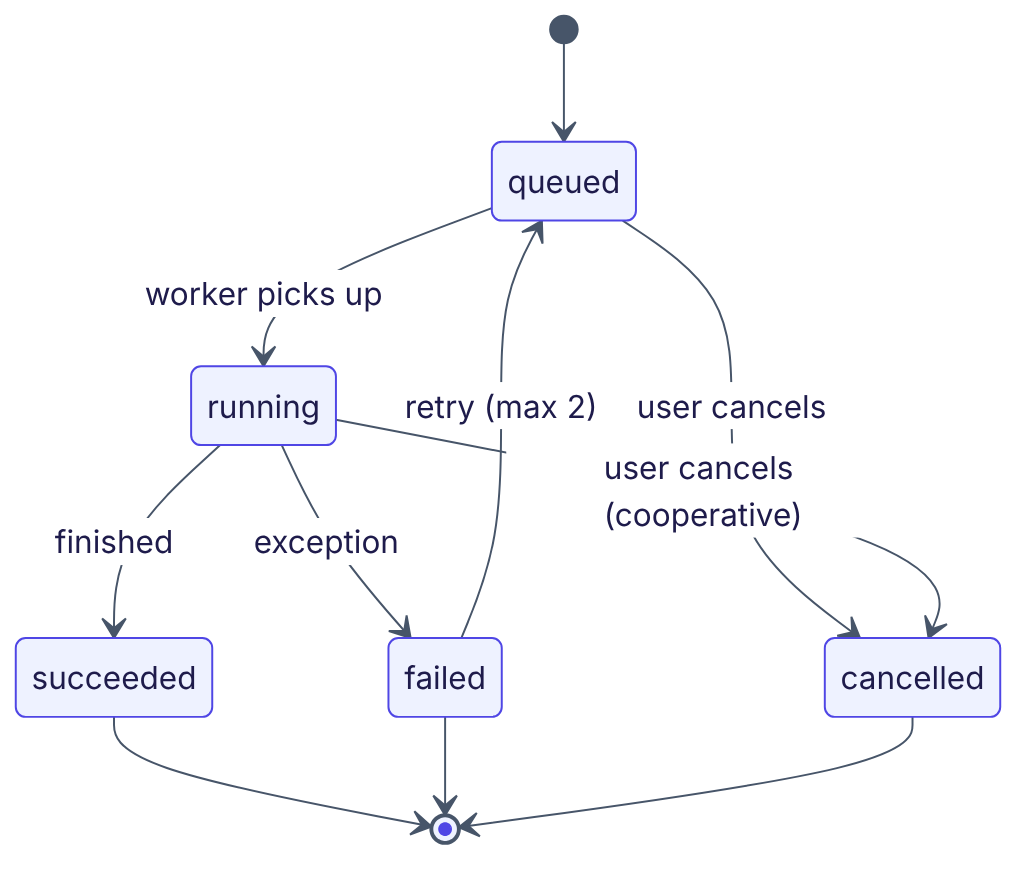 queued
worker picks up
running
retry (max 2)
user cancels
user cancels
(cooperative)
finished
exception
succeeded
failed
cancelled